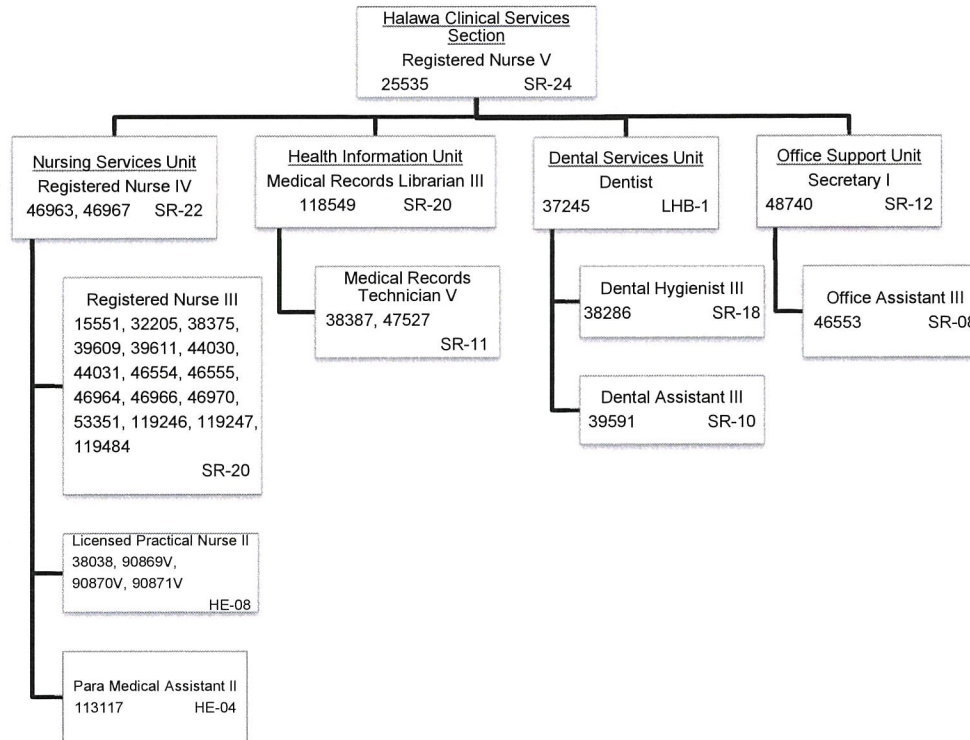 Halawa Clinical Services
Section
Registered Nurse V
25535 SR-24
Nursing Services Unit
Registered Nurse IV
46963, 46967 SR-22
Registered Nurse III
15551, 32205, 38375,
39609, 39611, 44030,
44031, 46554, 46555,
46964, 46966, 46970,
53351, 119246, 119247,
119484
SR-20
Licensed Practical Nurse II
38038, 90869V,
90870V, 90871V
HE-08
Para Medical Assistant II
113117 HE-04
Health Information Unit
Medical Records Librarian III
118549 SR-20
Medical Records
Technician V
38387, 47527
SR-11
Dental Services Unit
Dentist
37245 LHB-1
Dental Hygienist III
38286 SR-18
Dental Assistant III
39591 SR-10
Office Support Unit
Secretary I
48740 SR-12
Office Assistant III
46553 SR-08